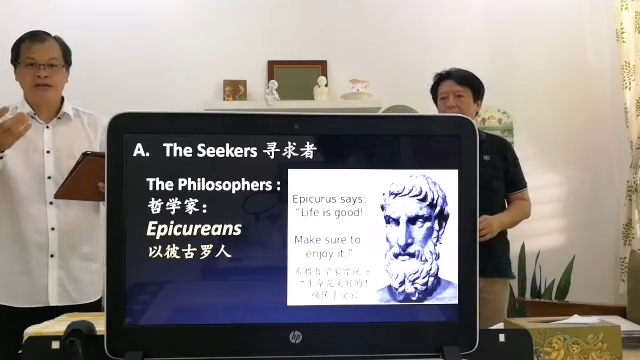 A. The Seekers 寻求者
The Philosophers :
哲学家：
Epicureans
以彼古罗人
Epicurus says:
"Life is good!
Make sure to
enjoy it."
hp